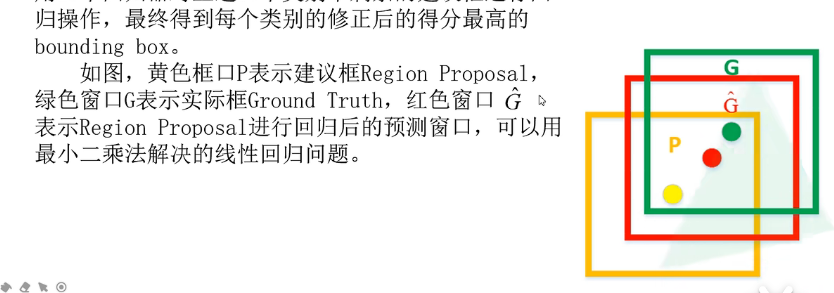 归操作，最终得到每个类别的修正后的得分最高的
bounding box。
如图，黄色框口P表示建议框Region Proposal，
绿色窗口G表示实际框Ground Truth，红色窗口 Ĝ
表示Region Proposal进行回归后的预测窗口，可以用
最小二乘法解决的线性回归问题。
G
Ĝ
P